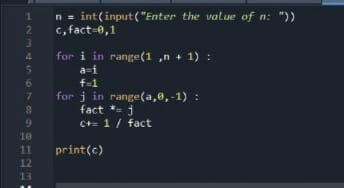 1 n = int(input("Enter the value of n: "))
2 c,fact=0,1
3
4 for i in range(1 ,n + 1) :
5 a=i
6 f=1
7 for j in range(a,0,-1) :
8 fact *= j
9 c+= 1 / fact
10
11 print(c)
12
13